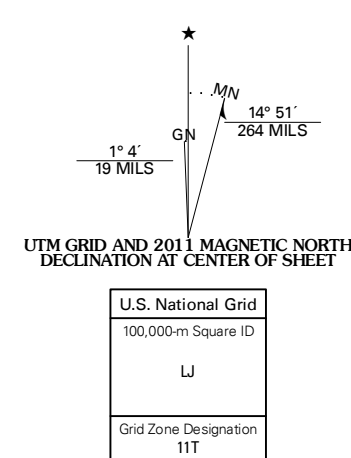 ★
MN
14° 51´
264 MILS
GN
1° 4´
19 MILS
UTM GRID AND 2011 MAGNETIC NORTH
DECLINATION AT CENTER OF SHEET
U.S. National Grid
100,000-m Square ID
LJ
Grid Zone Designation
11T